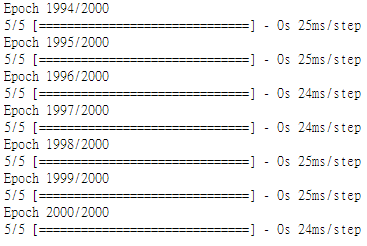 Epoch 1994/2000
5/5 [==============================] - 0s 25ms/step
Epoch 1995/2000
5/5 [==============================] - 0s 25ms/step
Epoch 1996/2000
5/5 [==============================] - 0s 24ms/step
Epoch 1997/2000
5/5 [==============================] - 0s 24ms/step
Epoch 1998/2000
5/5 [==============================] - 0s 25ms/step
Epoch 1999/2000
5/5 [==============================] - 0s 25ms/step
Epoch 2000/2000
5/5 [==============================] - 0s 24ms/step